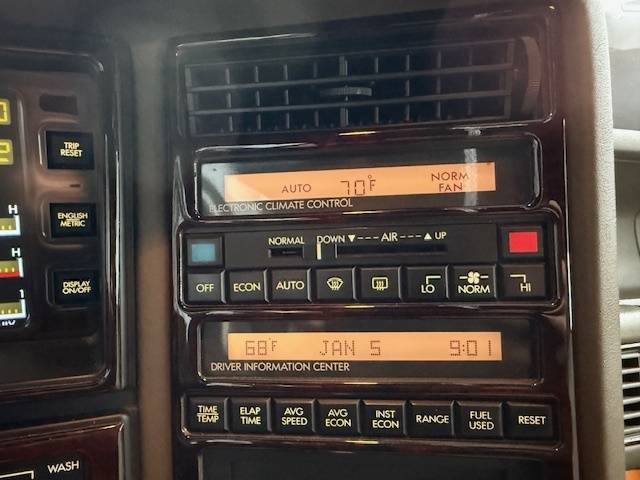 TRIP
RESET
ENGLISH
METRIC
DISPLAY
ON/OFF
H
H
WASH
AUTO 70°F NORM
FAN
ELECTRONIC CLIMATE CONTROL
NORMAL DOWN ▼---- AIR ---- ▲ UP
OFF ECON AUTO LO NORM HI
68°F JAN 5 9:01
DRIVER INFORMATION CENTER
TIME
TEMP
ELAP
TIME
AVG
SPEED
AVG
ECON
INST
ECON
RANGE
FUEL
USED
RESET